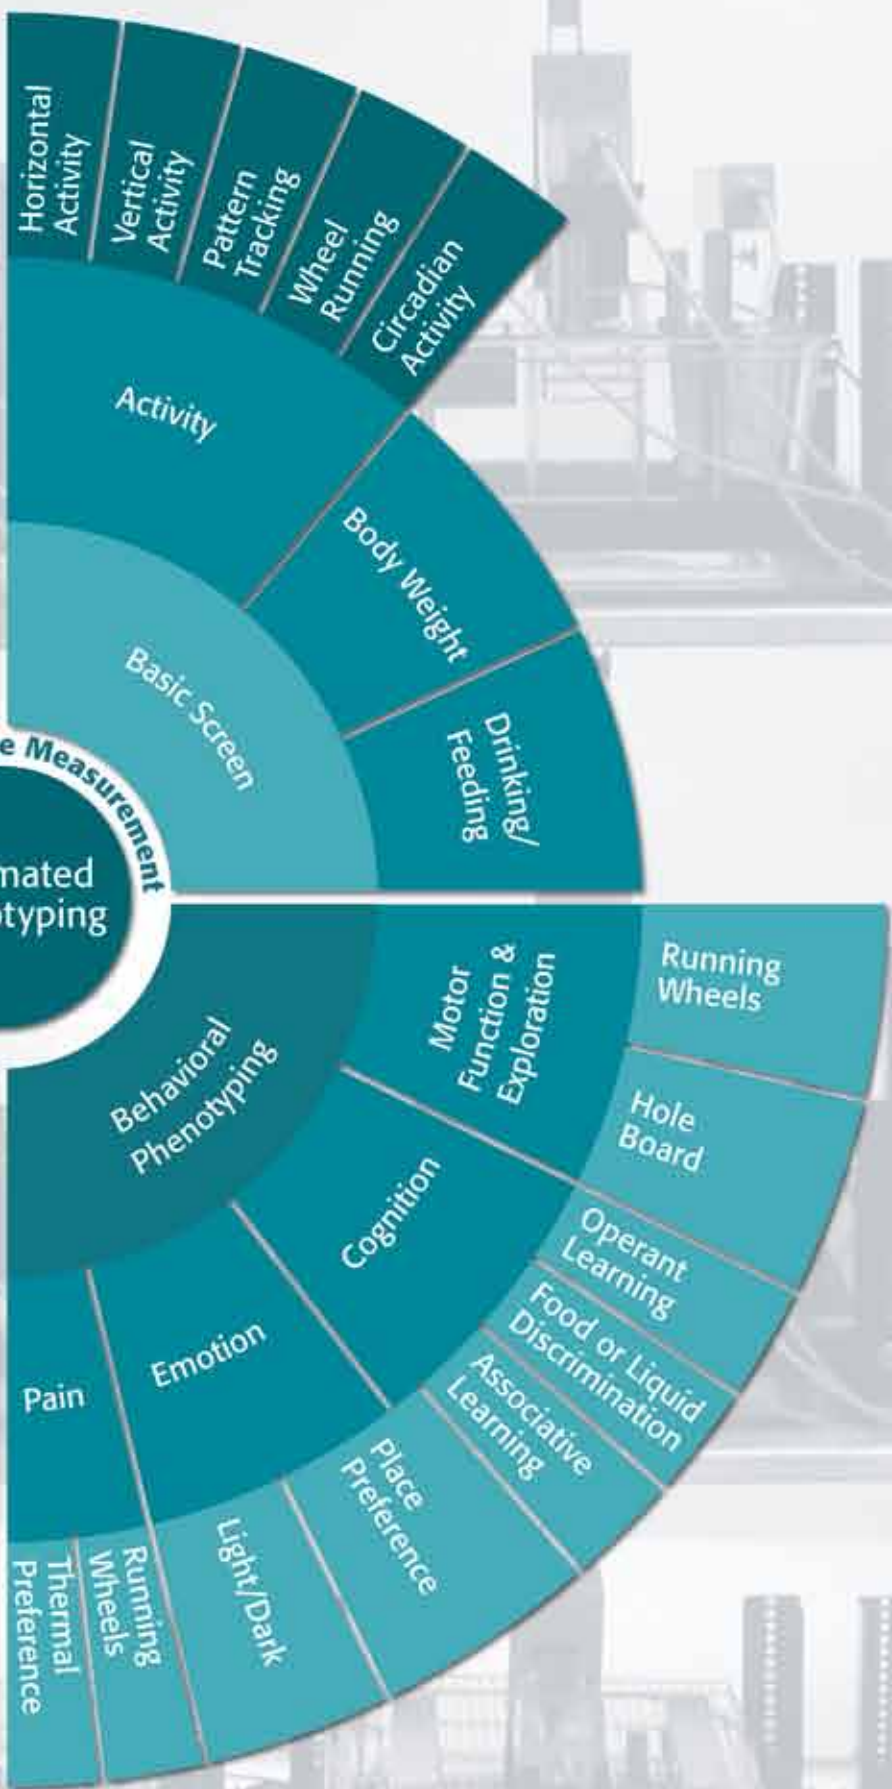 Horizontal
Activity
Vertical
Activity
Pattern
Tracking
Wheel
Running
Circadian
Activity
Activity
Body Weight
Drinking/
Feeding
Basic Screen
e Measurement
mated
typing
Behavioral
Phenotyping
Motor
Function &
Exploration
Cognition
Emotion
Pain
Running
Wheels
Hole
Board
Operant
Learning
Food or Liquid
Discrimination
Associative
Learning
Place
Preference
Light/Dark
Running
Wheels
Thermal
Preference